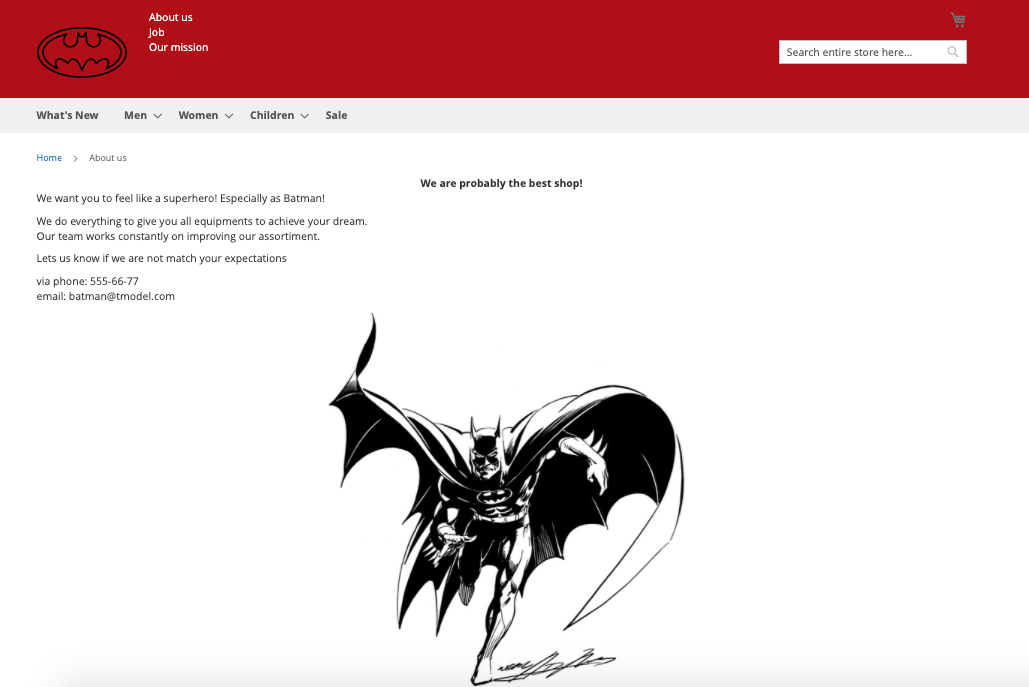 About us
Job
Our mission
Search entire store here...
What's New Men Women Children Sale
Home About us
We are probably the best shop!
We want you to feel like a superhero! Especially as Batman!
We do everything to give you all equipments to achieve your dream.
Our team works constantly on improving our assortiment.
Lets us know if we are not match your expectations
via phone: 555-66-77
email: batman@tmodel.com